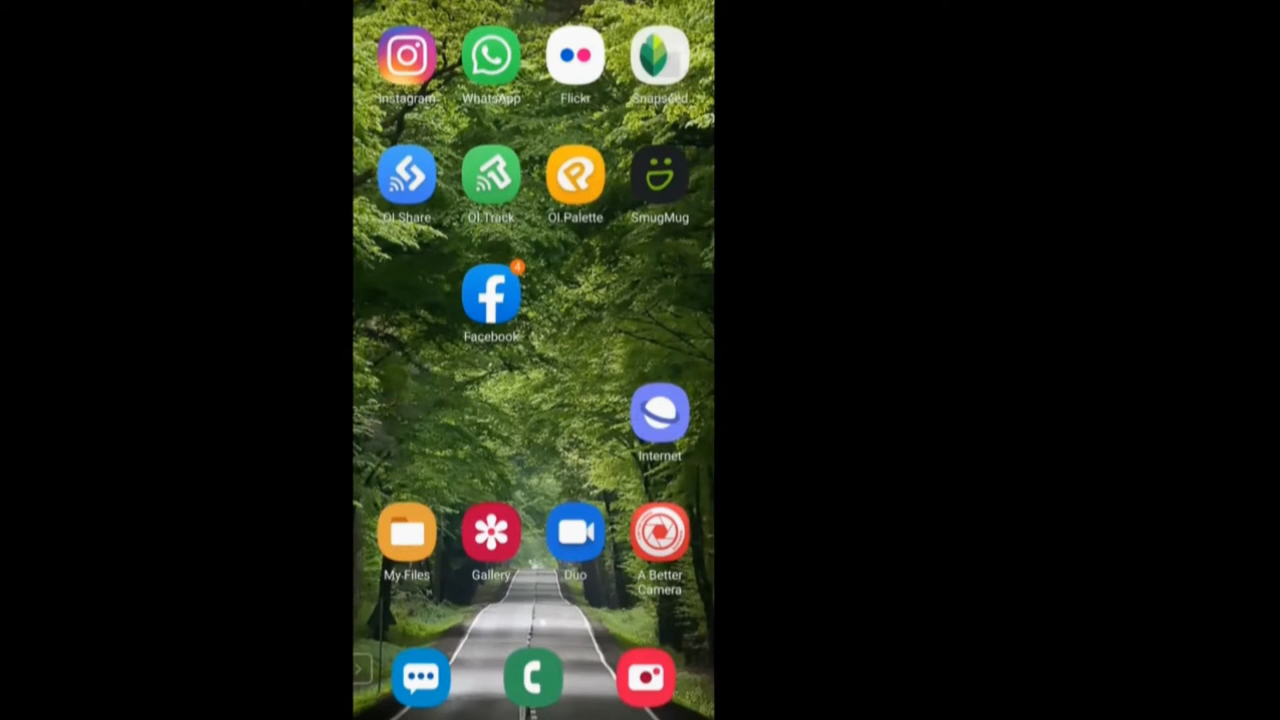 Instagram
WhatsApp
Flickr
Snapseed
OI.Share
OI.Track
OI.Palette
SmugMug
4
Facebook
Internet
My Files
Gallery
Duo
A Better
Camera